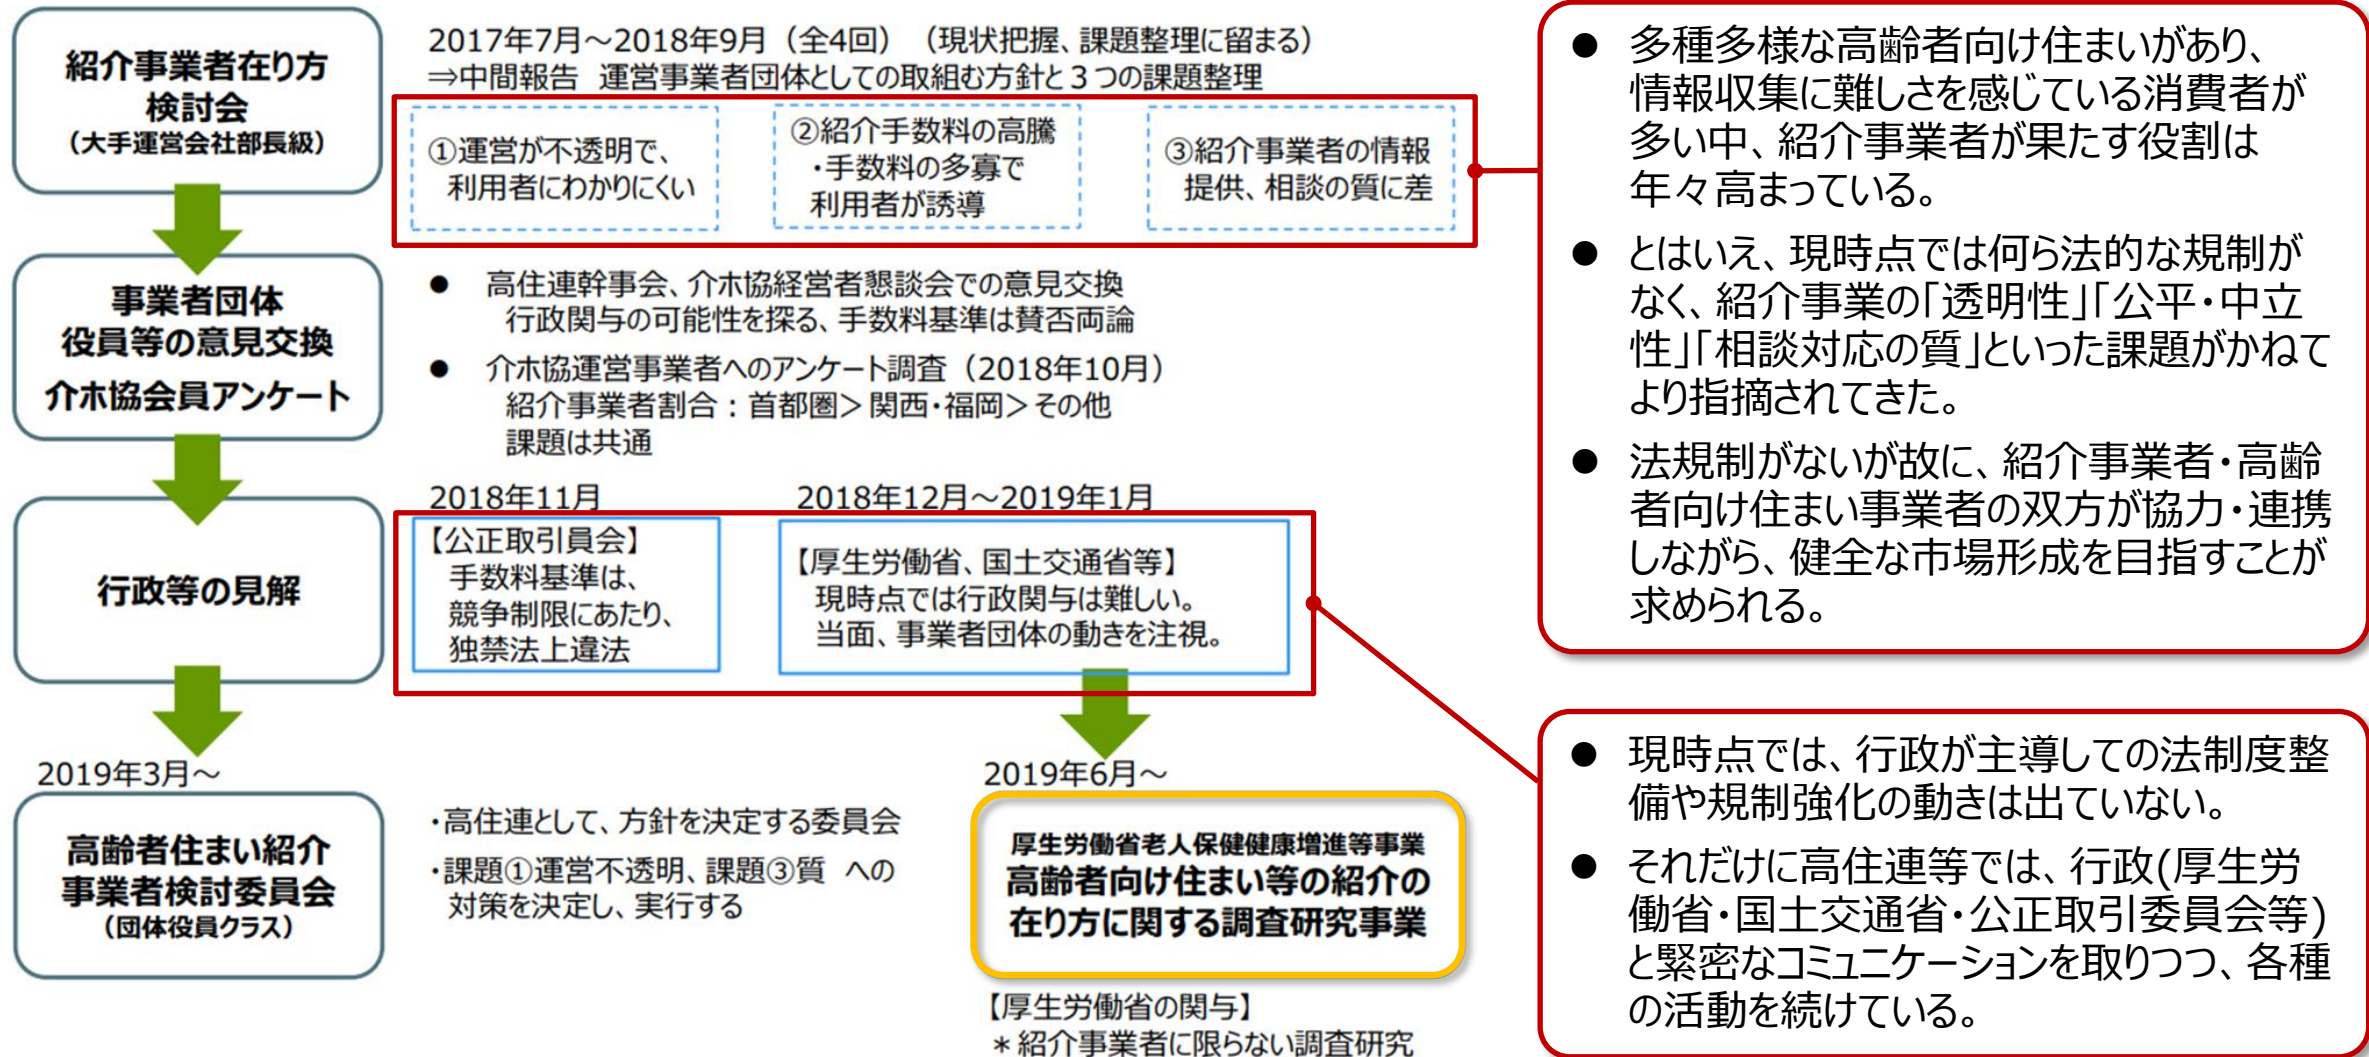 紹介事業者在り方
検討会
（大手運営会社部長級）
2017年7月～2018年9月（全4回）（現状把握、課題整理に留まる）
⇒中間報告 運営事業者団体としての取組む方針と３つの課題整理
①運営が不透明で、
利用者にわかりにくい
②紹介手数料の高騰
・手数料の多寡で
利用者が誘導
③紹介事業者の情報
提供、相談の質に差
事業者団体
役員等の意見交換
介ホ協会員アンケート
● 高住連幹事会、介ホ協経営者懇談会での意見交換
行政関与の可能性を探る、手数料基準は賛否両論
● 介ホ協運営事業者へのアンケート調査（2018年10月）
紹介事業者割合：首都圏＞関西・福岡＞その他
課題は共通
行政等の見解
2018年11月
【公正取引員会】
手数料基準は、
競争制限にあたり、
独禁法上違法
2018年12月～2019年1月
【厚生労働省、国土交通省等】
現時点では行政関与は難しい。
当面、事業者団体の動きを注視。
2019年3月～
高齢者住まい紹介
事業者検討委員会
（団体役員クラス）
・高住連として、方針を決定する委員会
・課題①運営不透明、課題③質 への
対策を決定し、実行する
2019年6月～
厚生労働省老人保健健康増進等事業
高齢者向け住まい等の紹介の
在り方に関する調査研究事業
【厚生労働省の関与】
＊紹介事業者に限らない調査研究
● 多種多様な高齢者向け住まいがあり、
情報収集に難しさを感じている消費者が
多い中、紹介事業者が果たす役割は
年々高まっている。
● とはいえ、現時点では何ら法的な規制が
なく、紹介事業の「透明性」「公平・中立
性」「相談対応の質」といった課題がかねて
より指摘されてきた。
● 法規制がないが故に、紹介事業者・高齢
者向け住まい事業者の双方が協力・連携
しながら、健全な市場形成を目指すことが
求められる。
● 現時点では、行政が主導しての法制度整
備や規制強化の動きは出ていない。
● それだけに高住連等では、行政(厚生労
働省・国土交通省・公正取引委員会等)
と緊密なコミュニケーションを取りつつ、各種
の活動を続けている。